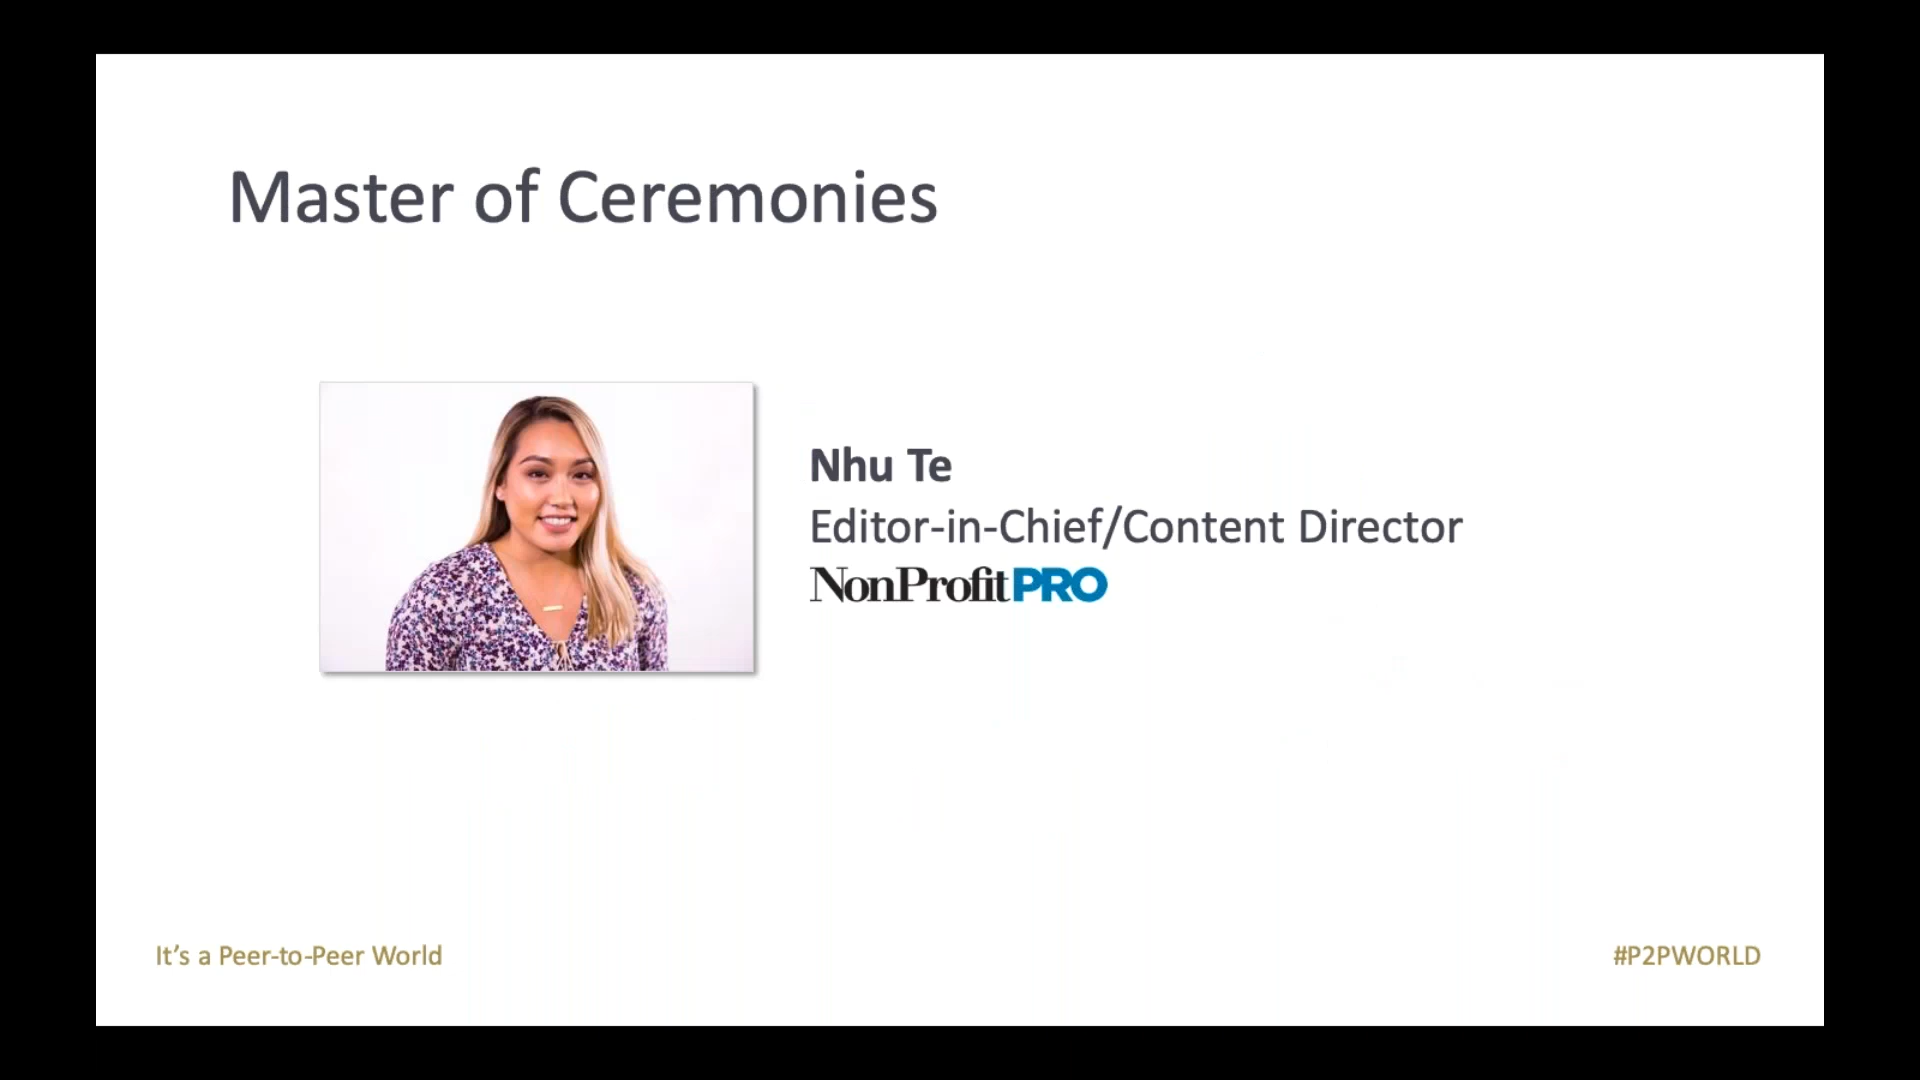 Master of Ceremonies
Nhu Te
Editor-in-Chief/Content Director
NonProfitPRO
It’s a Peer-to-Peer World
#P2PWORLD